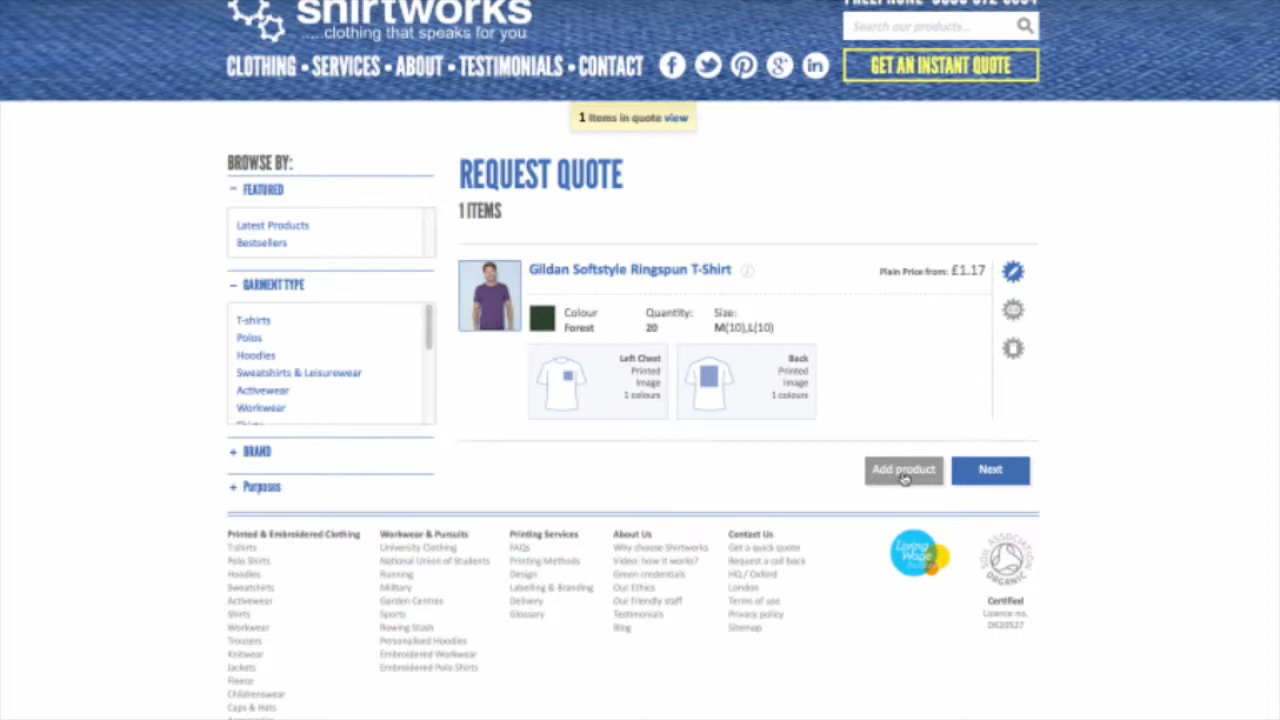 shirtworks
.....clothing that speaks for you
Search our products...
CLOTHING • SERVICES • ABOUT • TESTIMONIALS • CONTACT
GET AN INSTANT QUOTE
1 Items in quote view
BROWSE BY:
− FEATURED
Latest Products
Bestsellers
− GARMENT TYPE
T-shirts
Polos
Hoodies
Sweatshirts & Leisurewear
Activewear
Workwear
+ BRAND
+ Purposes
REQUEST QUOTE
1 ITEMS
Gildan Softstyle Ringspun T-Shirt
Plain Price from: £1.17
Colour
Forest
Quantity:
20
Size:
M(10),L(10)
Left Chest
Printed
Image
1 colours
Back
Printed
Image
1 colours
Add product
Next
Printed & Embroidered Clothing
T-shirts
Polo Shirts
Hoodies
Sweatshirts
Activewear
Shirts
Workwear
Trousers
Knitwear
Jackets
Fleece
Childrenswear
Caps & Hats
Workwear & Pursuits
University Clothing
National Union of Students
Running
Military
Garden Centres
Sports
Rowing Stash
Personalised Hoodies
Embroidered Workwear
Embroidered Polo Shirts
Printing Services
FAQs
Printing Methods
Design
Labelling & Branding
Delivery
Glossary
About Us
Why choose Shirtworks
Video: how it works?
Green credentials
Our Ethics
Our friendly staff
Testimonials
Blog
Contact Us
Get a quick quote
Request a call back
HQ / Oxford
London
Terms of use
Privacy policy
Sitemap
Living
Wage
SOIL ASSOCIATION
ORGANIC
Certified
Licence no.
DK20527